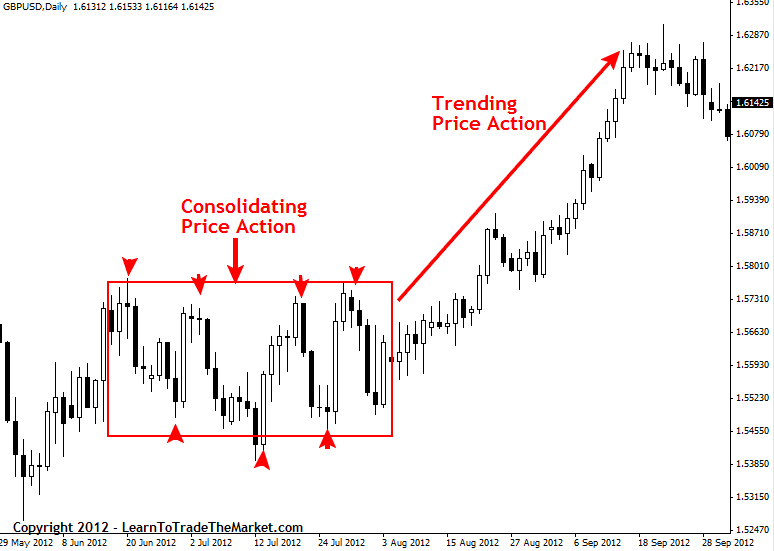 GBPUSD,Daily 1.61312 1.61533 1.61164 1.61425
1.63550
1.62870
1.62170
Trending
Price Action
1.61425
1.60790
1.60090
1.59390
Consolidating
Price Action
1.58710
1.58010
1.57310
1.56630
1.55930
1.55230
1.54550
1.53850
1.53150
Copyright 2012 - LearnToTradeTheMarket.com
1.52470
29 May 2012 8 Jun 2012 20 Jun 2012 2 Jul 2012 12 Jul 2012 24 Jul 2012 3 Aug 2012 15 Aug 2012 27 Aug 2012 6 Sep 2012 18 Sep 2012 28 Sep 2012